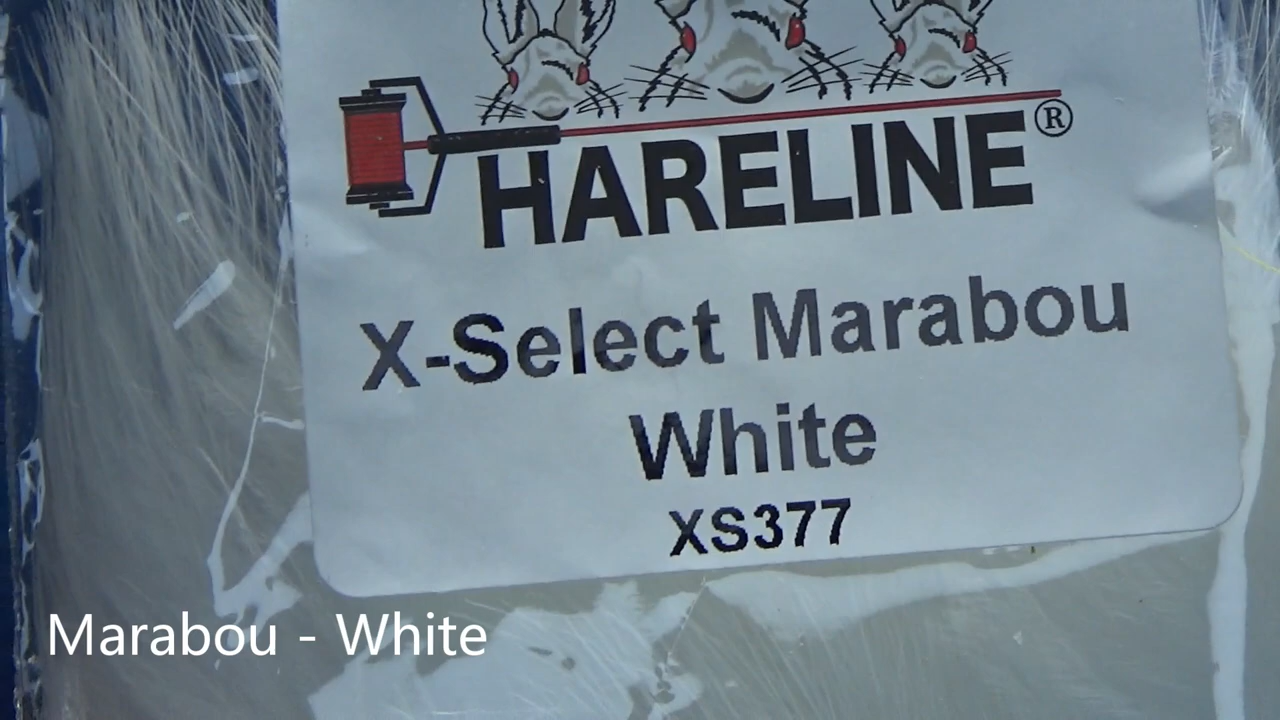 HARELINE®
X-Select Marabou
White
XS377
Marabou - White